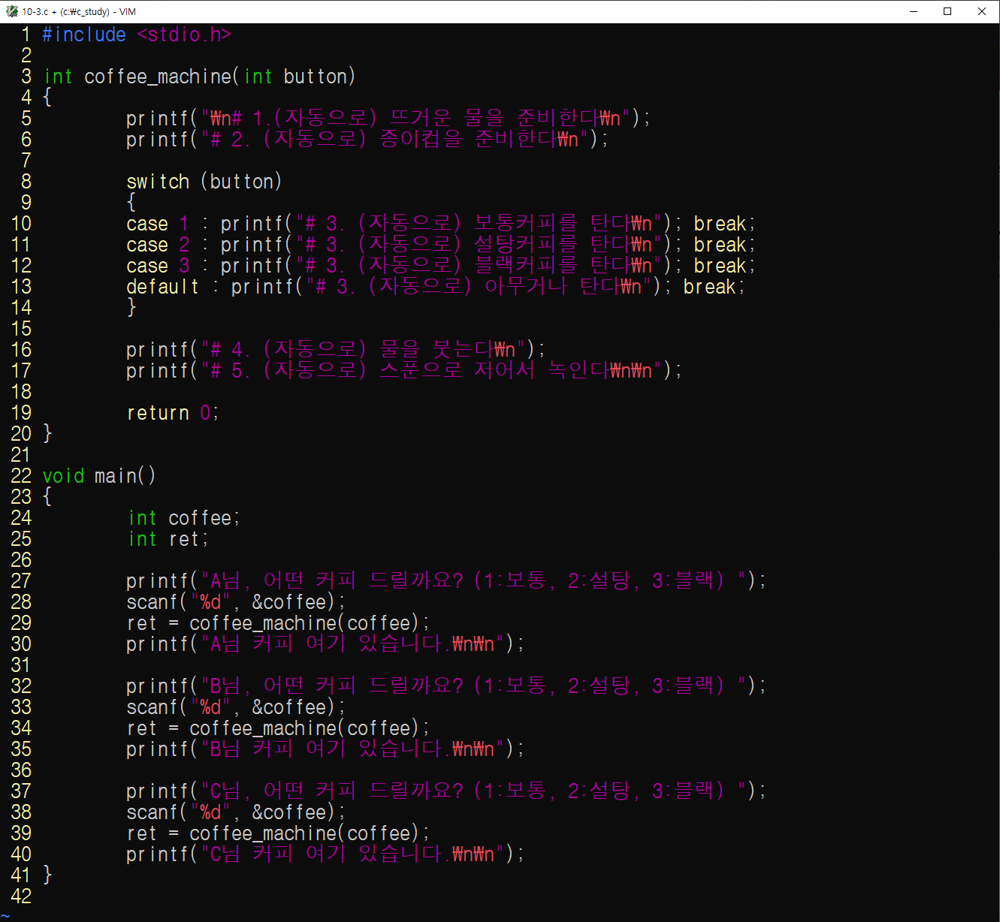 10-3.c + (c:₩c_study) - VIM
1 #include <stdio.h>
2
3 int coffee_machine(int button)
4 {
5 printf("₩n# 1.(자동으로) 뜨거운 물을 준비한다₩n");
6 printf("# 2. (자동으로) 종이컵을 준비한다₩n");
7
8 switch (button)
9 {
10 case 1 : printf("# 3. (자동으로) 보통커피를 탄다₩n"); break;
11 case 2 : printf("# 3. (자동으로) 설탕커피를 탄다₩n"); break;
12 case 3 : printf("# 3. (자동으로) 블랙커피를 탄다₩n"); break;
13 default : printf("# 3. (자동으로) 아무거나 탄다₩n"); break;
14 }
15
16 printf("# 4. (자동으로) 물을 붓는다₩n");
17 printf("# 5. (자동으로) 스푼으로 저어서 녹인다₩n₩n");
18
19 return 0;
20 }
21
22 void main()
23 {
24 int coffee;
25 int ret;
26
27 printf("A님, 어떤 커피 드릴까요? (1:보통, 2:설탕, 3:블랙) ");
28 scanf("%d", &coffee);
29 ret = coffee_machine(coffee);
30 printf("A님 커피 여기 있습니다.₩n₩n");
31
32 printf("B님, 어떤 커피 드릴까요? (1:보통, 2:설탕, 3:블랙) ");
33 scanf("%d", &coffee);
34 ret = coffee_machine(coffee);
35 printf("B님 커피 여기 있습니다.₩n₩n");
36
37 printf("C님, 어떤 커피 드릴까요? (1:보통, 2:설탕, 3:블랙) ");
38 scanf("%d", &coffee);
39 ret = coffee_machine(coffee);
40 printf("C님 커피 여기 있습니다.₩n₩n");
41 }
42
~